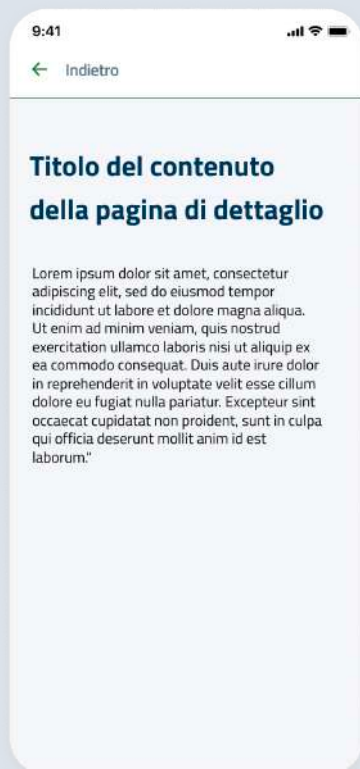 9:41
Indietro
Titolo del contenuto
della pagina di dettaglio
Lorem ipsum dolor sit amet, consectetur
adipiscing elit, sed do eiusmod tempor
incididunt ut labore et dolore magna aliqua.
Ut enim ad minim veniam, quis nostrud
exercitation ullamco laboris nisi ut aliquip ex
ea commodo consequat. Duis aute irure dolor
in reprehenderit in voluptate velit esse cillum
dolore eu fugiat nulla pariatur. Excepteur sint
occaecat cupidatat non proident, sunt in culpa
qui officia deserunt mollit anim id est
laborum."